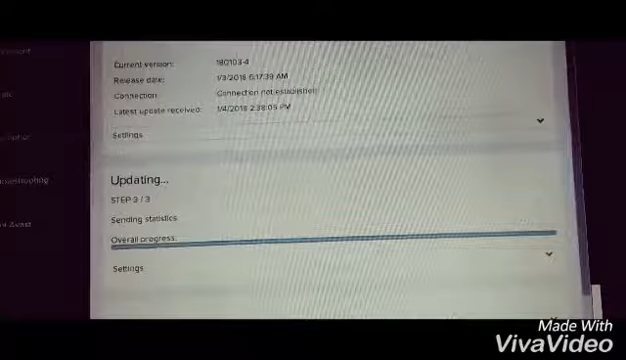 Current version: 180103-4
Release date: 1/3/2018 6:17:39 AM
Connection: Connection not established
Latest update received: 1/4/2018 2:38:05 PM
Settings
Updating...
STEP 3 / 3
Sending statistics
Overall progress:
Settings
Avast
Made With
VivaVideo